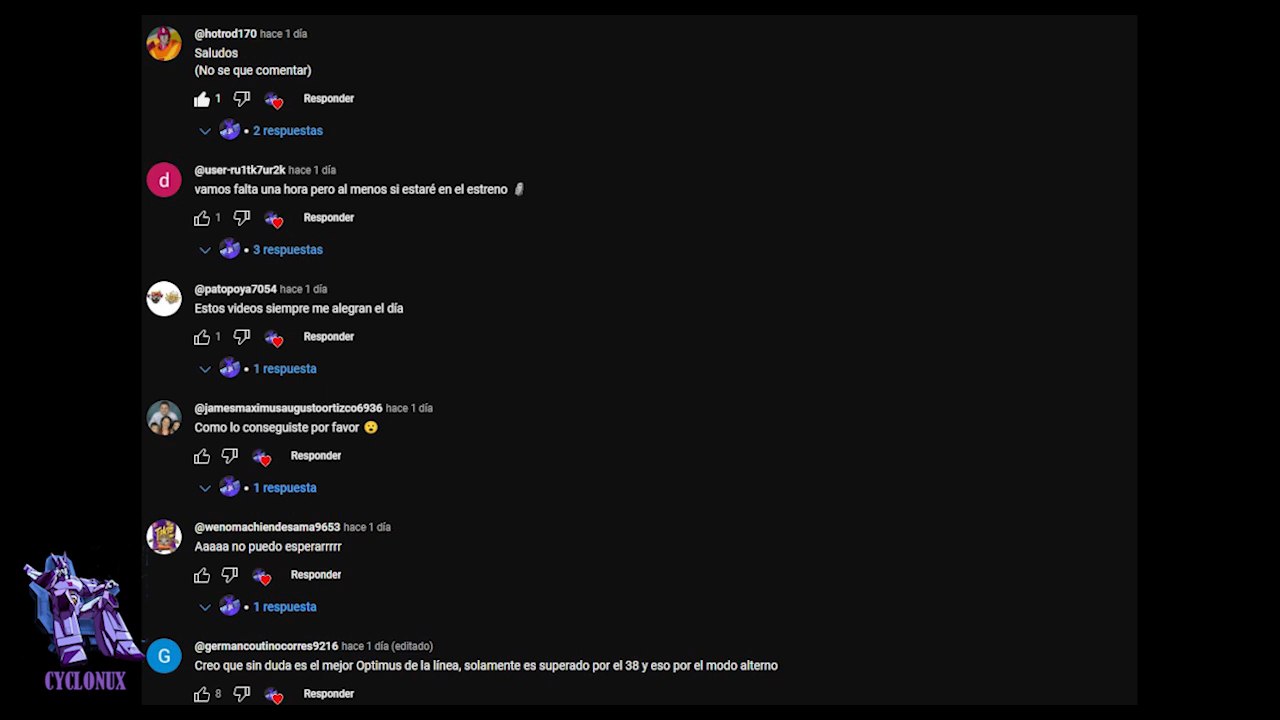 @hotrod170 hace 1 día
Saludos
(No se que comentar)
1 Responder
• 2 respuestas
d
@user-ru1tk7ur2k hace 1 día
vamos falta una hora pero al menos si estaré en el estreno 🗿
1 Responder
• 3 respuestas
@patopoya7054 hace 1 día
Estos videos siempre me alegran el día
1 Responder
• 1 respuesta
@jamesmaximusaugustoortizco6936 hace 1 día
Como lo conseguiste por favor 😮
Responder
• 1 respuesta
@wenomachiendesama9653 hace 1 día
Aaaaa no puedo esperarrrrr
Responder
• 1 respuesta
G
@germancoutinocorres9216 hace 1 día (editado)
Creo que sin duda es el mejor Optimus de la línea, solamente es superado por el 38 y eso por el modo alterno
8 Responder
CYCLONUX